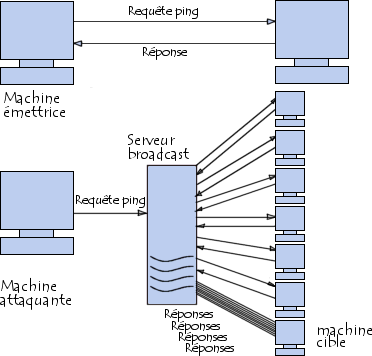 Requête ping
Réponse
Machine
émettrice
Serveur
broadcast
Requête ping
Machine
attaquante
Réponses
Réponses
Réponses
Réponses
machine
cible